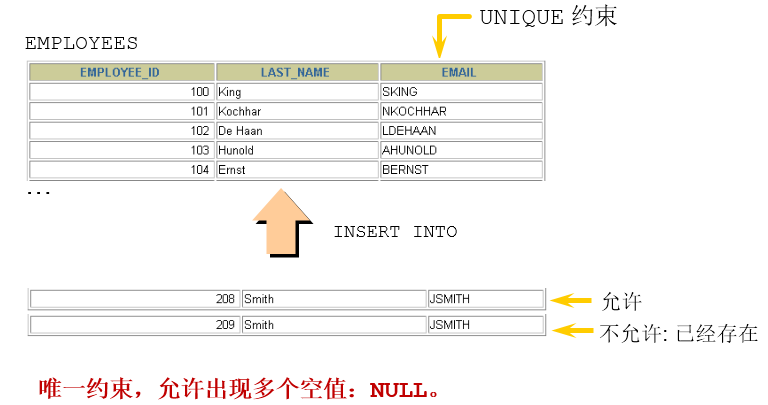 UNIQUE 约束
EMPLOYEES
EMPLOYEE_ID LAST_NAME EMAIL
100 King SKING
101 Kochhar NKOCHHAR
102 De Haan LDEHAAN
103 Hunold AHUNOLD
104 Ernst BERNST
...
INSERT INTO
208 Smith JSMITH 允许
209 Smith JSMITH 不允许: 已经存在
唯一约束，允许出现多个空值：NULL。